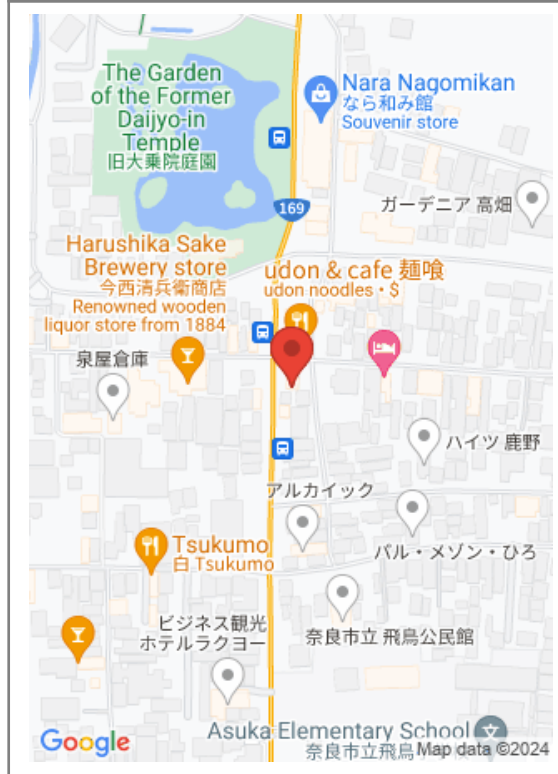 The Garden
of the Former
Daijyo-in
Temple
旧大乗院庭園
Nara Nagomikan
なら和み館
Souvenir store
169
ガーデニア 高畑
Harushika Sake
Brewery store
今西清兵衛商店
Renowned wooden
liquor store from 1884
udon & cafe 麺喰
udon noodles • $
泉屋倉庫
ハイツ 鹿野
アルカイック
Tsukumo
白 Tsukumo
パル・メゾン・ひろ
ビジネス観光
ホテルラクヨー
奈良市立 飛鳥公民館
Asuka Elementary School
奈良市立飛鳥
Google
Map data ©2024